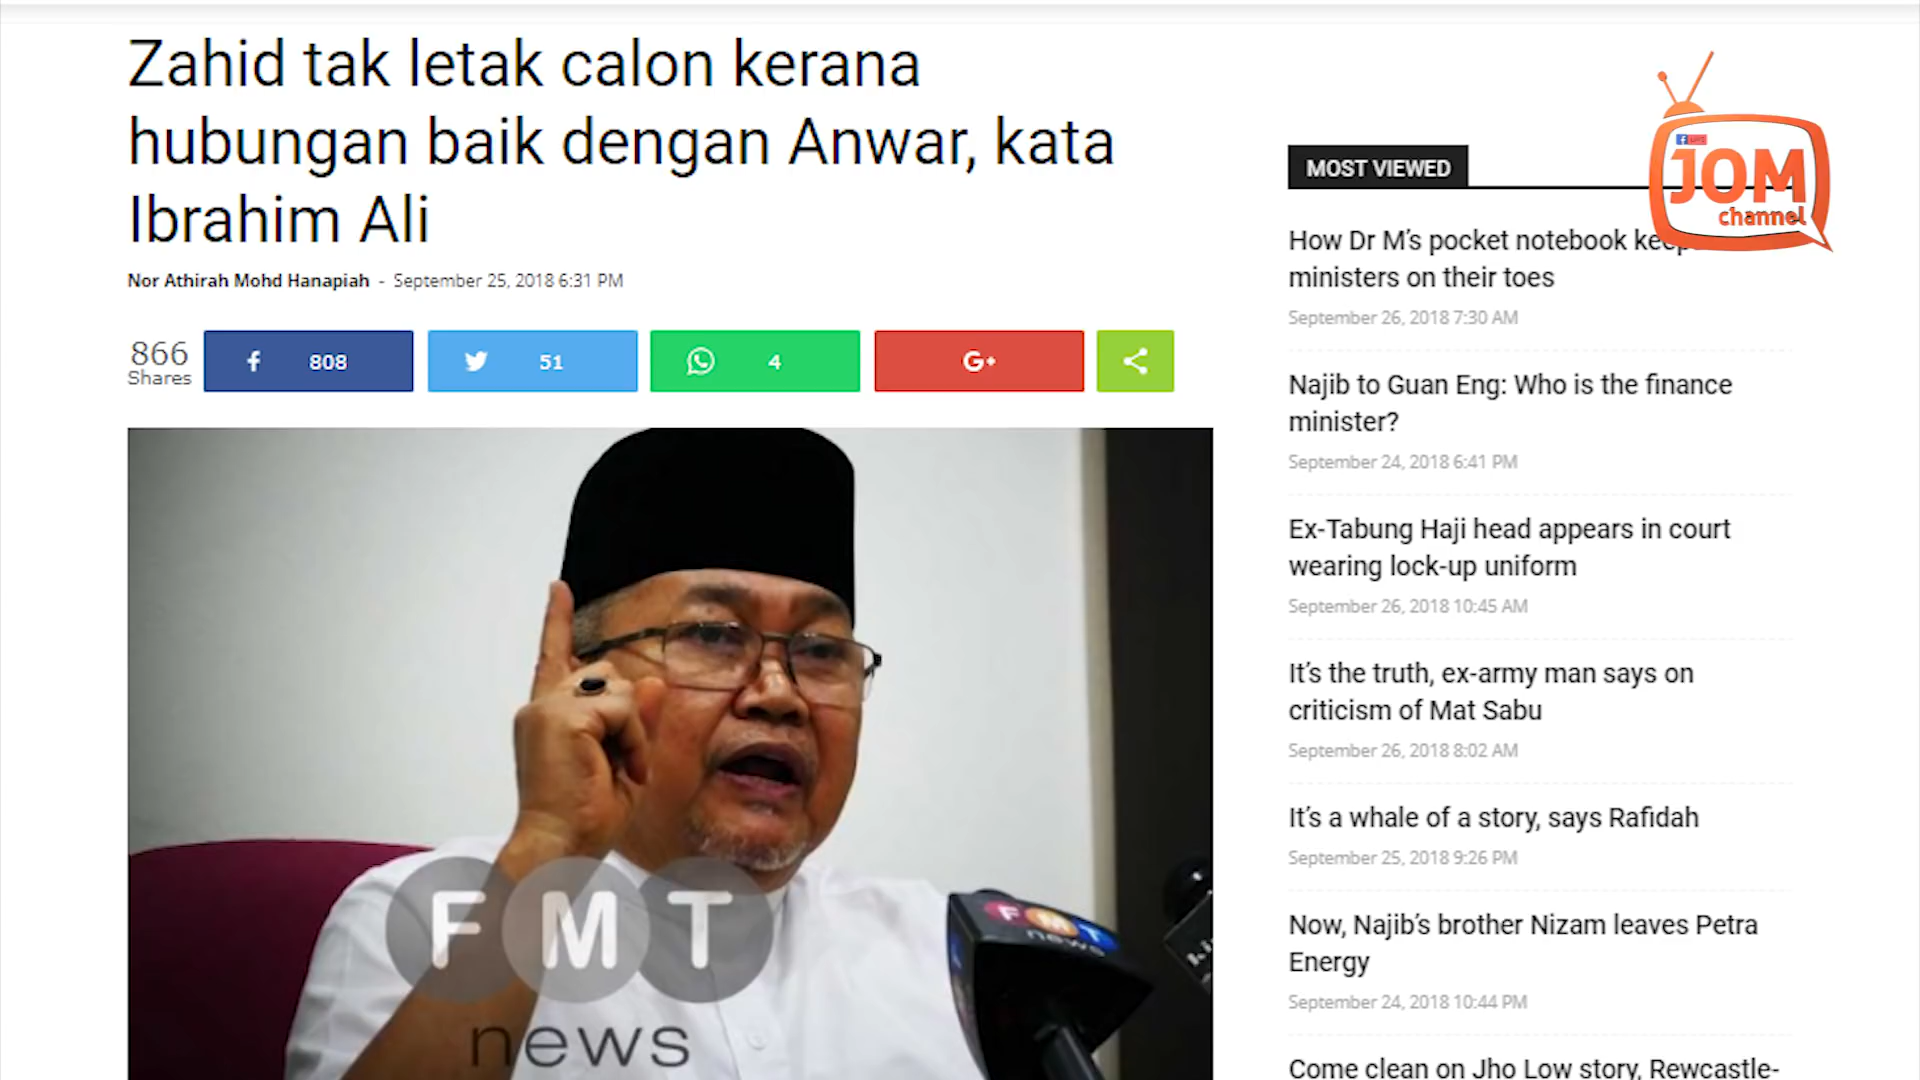 Zahid tak letak calon kerana
hubungan baik dengan Anwar, kata
Ibrahim Ali
Nor Athirah Mohd Hanapiah - September 25, 2018 6:31 PM
866
Shares
808
51
4
G+
FMT
news
FMT
news
JOM
channel
MOST VIEWED
How Dr M's pocket notebook
ministers on their toes
September 26, 2018 7:30 AM
Najib to Guan Eng: Who is the finance
minister?
September 24, 2018 6:41 PM
Ex-Tabung Haji head appears in court
wearing lock-up uniform
September 26, 2018 10:45 AM
It's the truth, ex-army man says on
criticism of Mat Sabu
September 26, 2018 8:02 AM
It's a whale of a story, says Rafidah
September 25, 2018 9:26 PM
Now, Najib's brother Nizam leaves Petra
Energy
September 24, 2018 10:44 PM
Come clean on Jho Low story, Rewcastle-